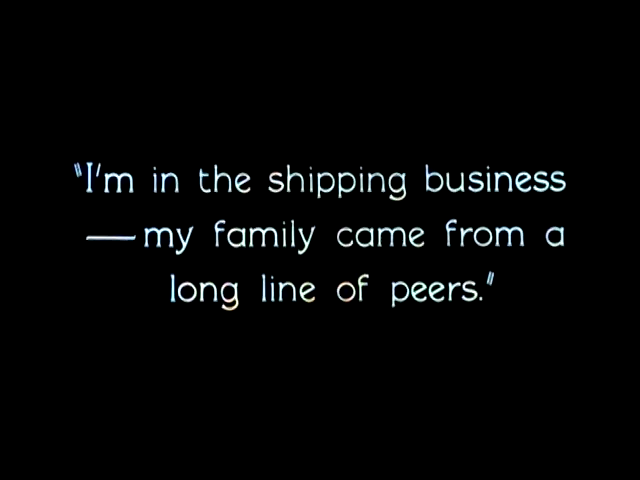 "I'm in the shipping business
—my family came from a
long line of peers."